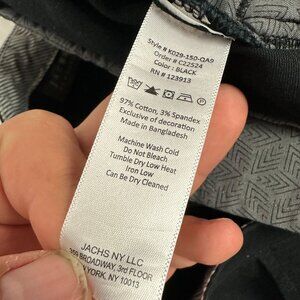 Style # K029-150-QA9
Order # C22524
Color : BLACK
RN # 123913
97% Cotton, 3% Spandex
Exclusive of decoration
Made in Bangladesh
Machine Wash Cold
Do Not Bleach
Tumble Dry Low Heat
Iron Low
Can Be Dry Cleaned
JACHS NY LLC
BROADWAY, 3rd FLOOR
YORK, NY 10013